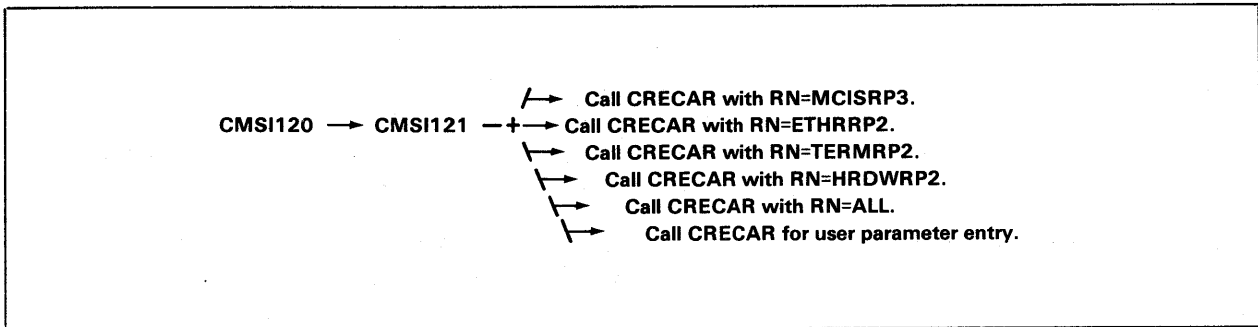 Call CRECAR with RN=MCISRP3.
CMSI120 → CMSI121 —+→ Call CRECAR with RN=ETHRRP2.
Call CRECAR with RN=TERMRP2.
Call CRECAR with RN=HRDWRP2.
Call CRECAR with RN=ALL.
Call CRECAR for user parameter entry.